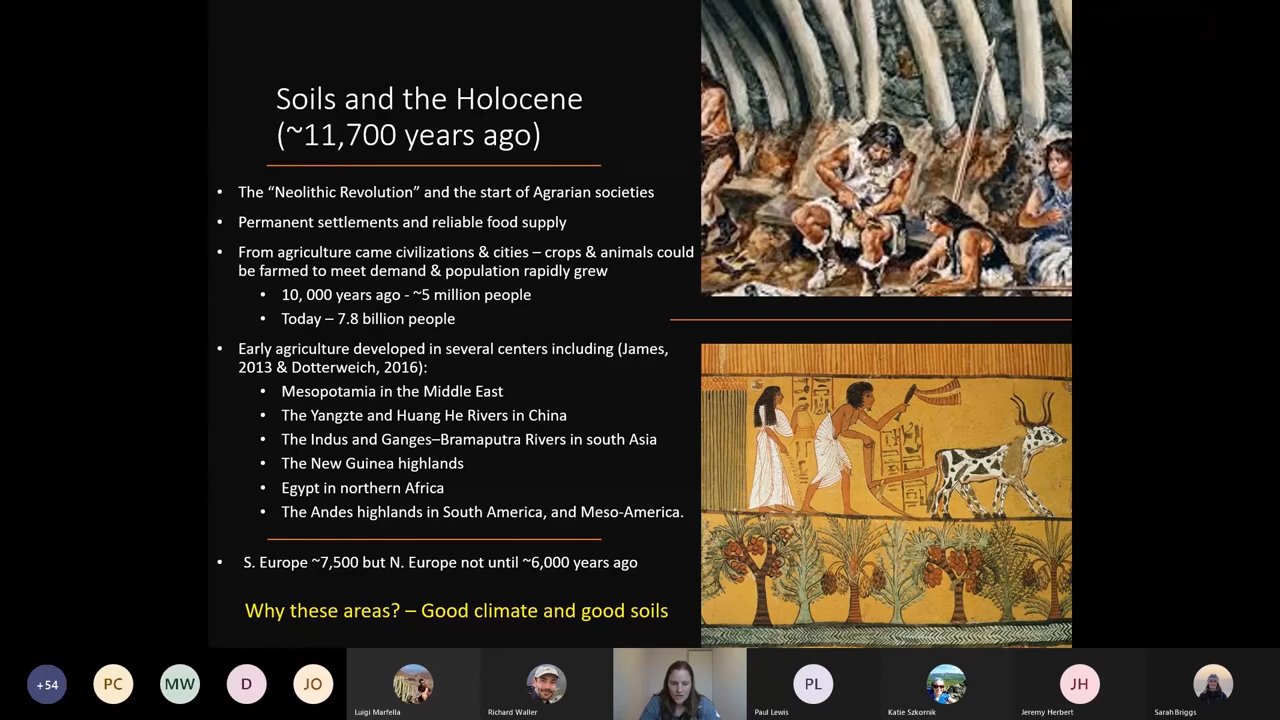 Soils and the Holocene
(~11,700 years ago)
• The “Neolithic Revolution” and the start of Agrarian societies
• Permanent settlements and reliable food supply
• From agriculture came civilizations & cities – crops & animals could
be farmed to meet demand & population rapidly grew
• 10, 000 years ago - ~5 million people
• Today – 7.8 billion people
• Early agriculture developed in several centers including (James,
2013 & Dotterweich, 2016):
• Mesopotamia in the Middle East
• The Yangzte and Huang He Rivers in China
• The Indus and Ganges–Bramaputra Rivers in south Asia
• The New Guinea highlands
• Egypt in northern Africa
• The Andes highlands in South America, and Meso-America.
• S. Europe ~7,500 but N. Europe not until ~6,000 years ago
Why these areas? – Good climate and good soils
+54 PC MW D JO PL JH
Luigi Marfella Richard Waller Paul Lewis Katie Szkornik Jeremy Herbert Sarah Briggs